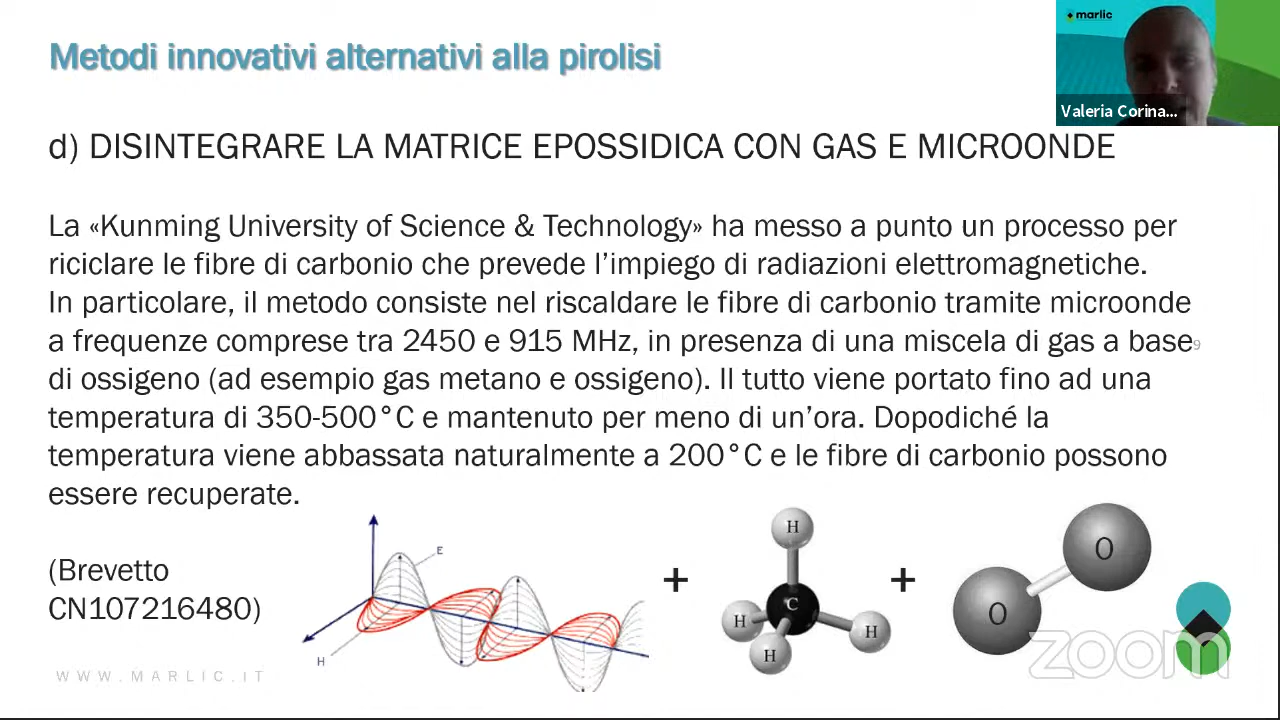 Metodi innovativi alternativi alla pirolisi
marlic
Valeria Corina...
d) DISINTEGRARE LA MATRICE EPOSSIDICA CON GAS E MICROONDE
La «Kunming University of Science & Technology» ha messo a punto un processo per
riciclare le fibre di carbonio che prevede l’impiego di radiazioni elettromagnetiche.
In particolare, il metodo consiste nel riscaldare le fibre di carbonio tramite microonde
a frequenze comprese tra 2450 e 915 MHz, in presenza di una miscela di gas a base
9
di ossigeno (ad esempio gas metano e ossigeno). Il tutto viene portato fino ad una
temperatura di 350-500°C e mantenuto per meno di un’ora. Dopodiché la
temperatura viene abbassata naturalmente a 200°C e le fibre di carbonio possono
essere recuperate.
(Brevetto
CN107216480)
E
H
+
H
C
H
H
H
+
O
O
zoom
WWW.MARLIC.IT